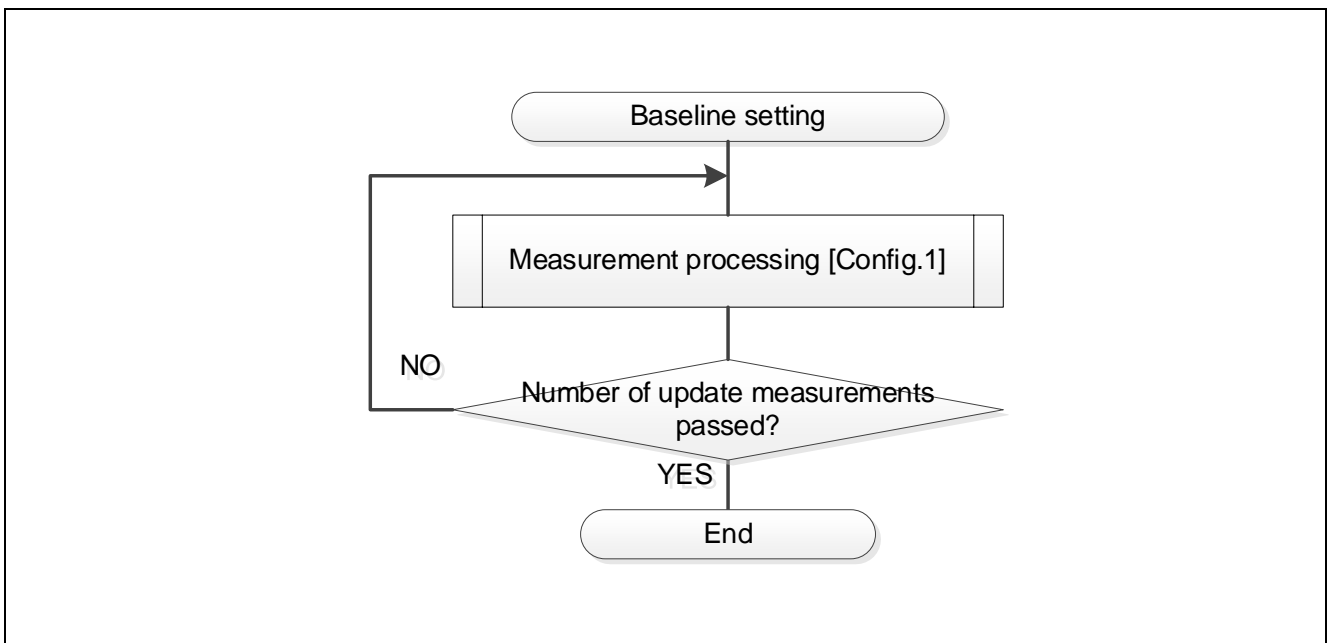 Baseline setting
Measurement processing [Config.1]
NO
Number of update measurements
passed?
YES
End